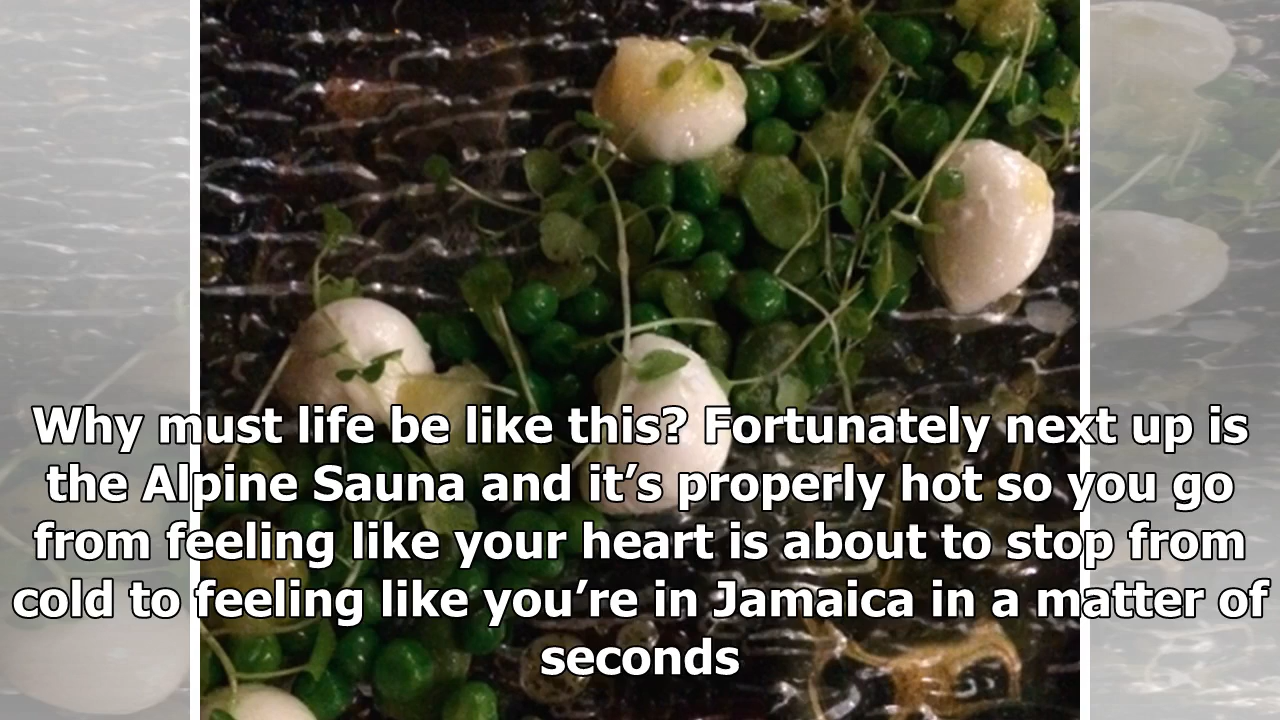 Why must life be like this? Fortunately next up is
the Alpine Sauna and it’s properly hot so you go
from feeling like your heart is about to stop from
cold to feeling like you’re in Jamaica in a matter of
seconds